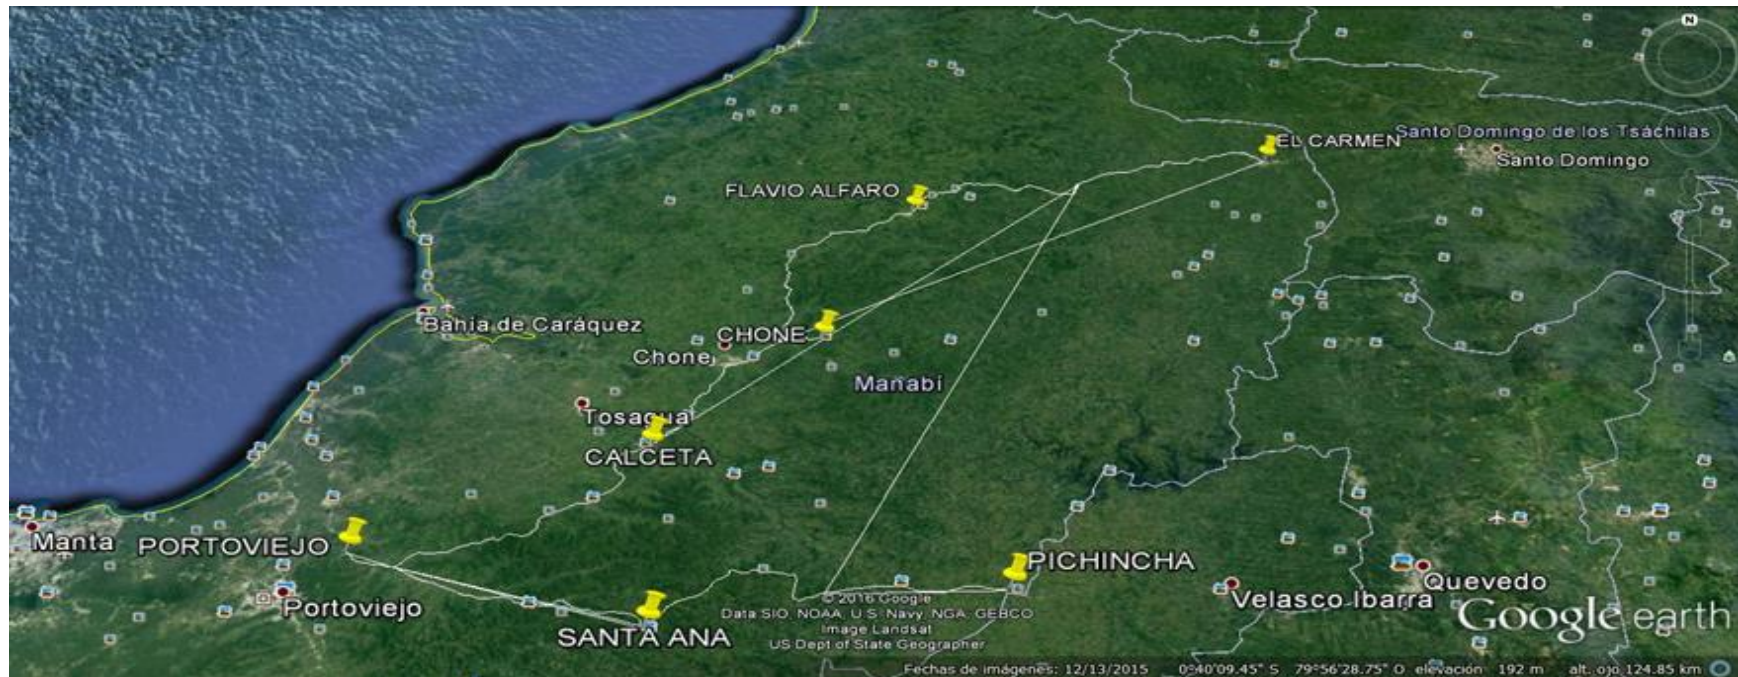 N
EL CARMEN
Santo Domingo de los Tsáchilas
Santo Domingo
FLAVIO ALFARO
Bahía de Caráquez
CHONE
Chone
Manabí
Tosagua
CALCETA
Manta
PORTOVIEJO
PICHINCHA
Quevedo
Velasco Ibarra
Portoviejo
SANTA ANA
© 2016 Google
Data SIO, NOAA, U.S. Navy, NGA, GEBCO
Image Landsat
US Dept of State Geographer
Google earth
Fechas de imágenes: 12/13/2015 0°40'09.45" S 79°56'28.75" O elevación 192 m alt. ojo 124.85 km